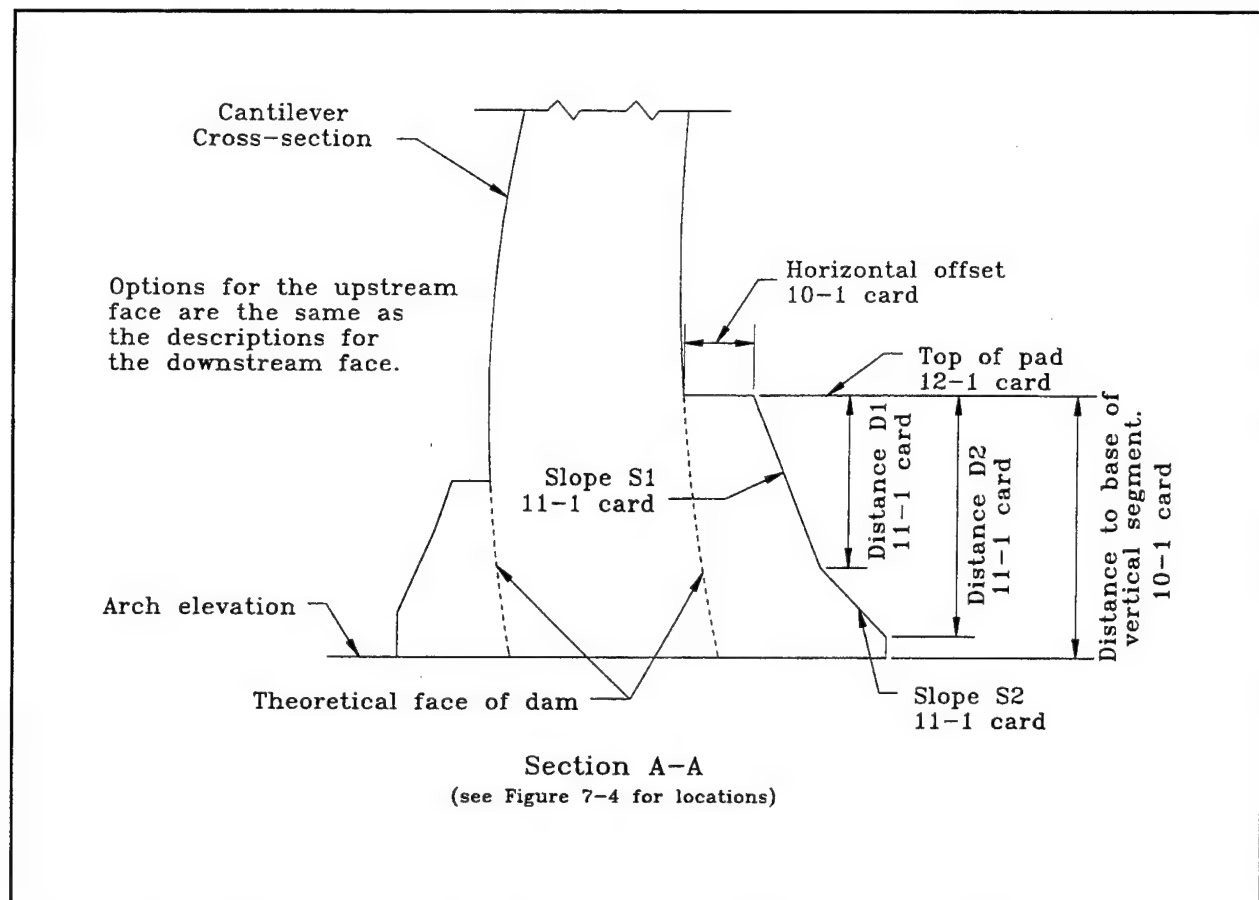 Cantilever
Cross-section
Options for the upstream
face are the same as
the descriptions for
the downstream face.
Horizontal offset
10-1 card
Top of pad
12-1 card
Slope S1
11-1 card
Distance D1
11-1 card
Distance D2
11-1 card
Distance to base of
vertical segment.
10-1 card
Arch elevation
Theoretical face of dam
Slope S2
11-1 card
Section A-A
(see Figure 7-4 for locations)